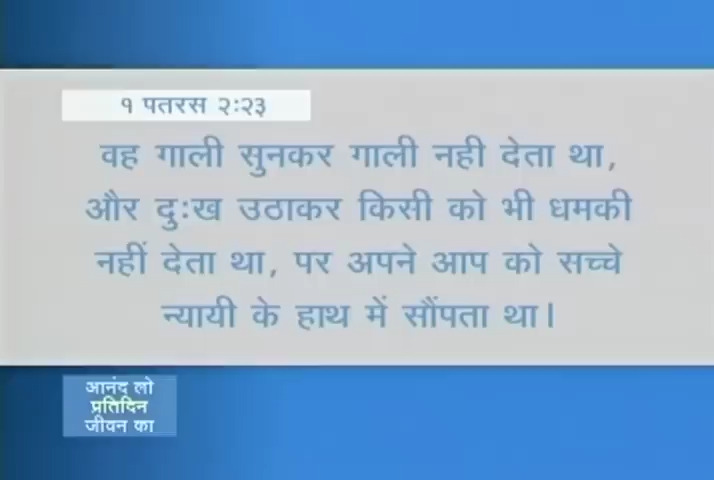 १ पतरस २:२३
वह गाली सुनकर गाली नही देता था,
और दुःख उठाकर किसी को भी धमकी
नहीं देता था, पर अपने आप को सच्चे
न्यायी के हाथ में सौंपता था।
आनंद लो
प्रतिदिन
जीवन का